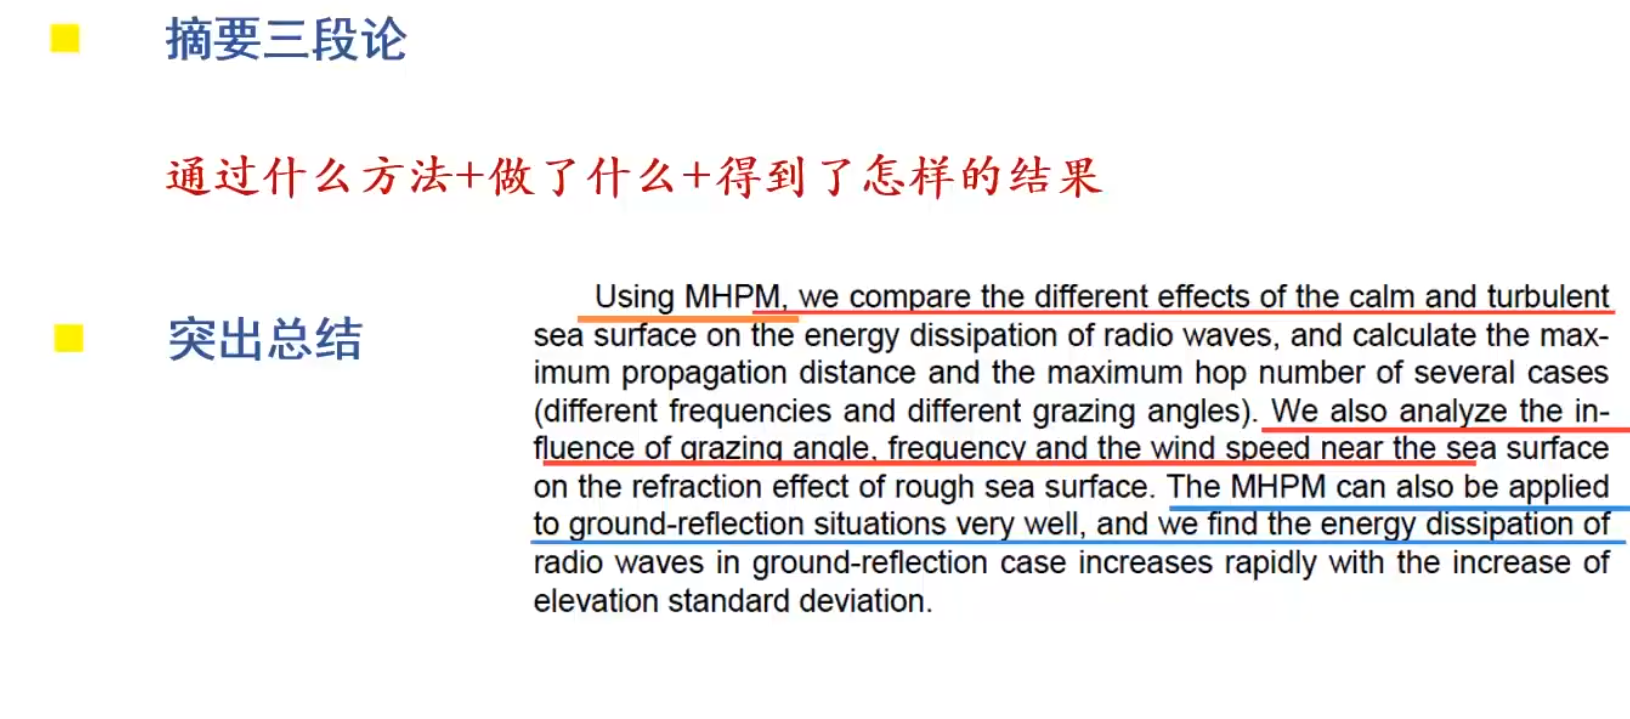 摘要三段论
通过什么方法+做了什么+得到了怎样的结果
突出总结
Using MHPM, we compare the different effects of the calm and turbulent
sea surface on the energy dissipation of radio waves, and calculate the max-
imum propagation distance and the maximum hop number of several cases
(different frequencies and different grazing angles). We also analyze the in-
fluence of grazing angle, frequency and the wind speed near the sea surface
on the refraction effect of rough sea surface. The MHPM can also be applied
to ground-reflection situations very well, and we find the energy dissipation of
radio waves in ground-reflection case increases rapidly with the increase of
elevation standard deviation.